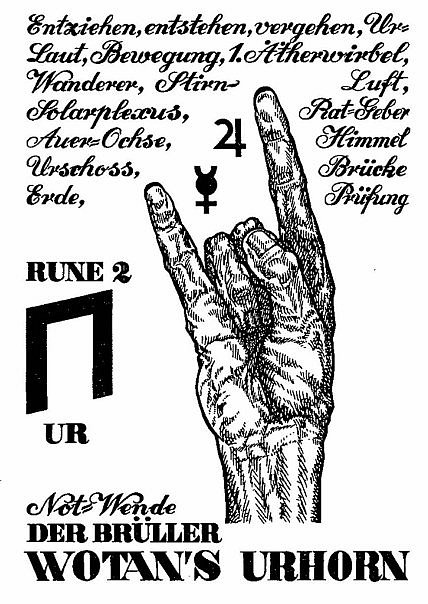 Entziehen, entstehen, vergehen, Ur-
Laut, Bewegung, 1. Ätherwirbel,
Wanderer, Stirn- Luft,
Solarplexus, Rat-Geber
Auer-Ochse, Himmel
Urschoss, Brücke
Erde, Prüfung
RUNE 2
UR
Not-Wende
DER BRÜLLER
WOTAN'S URHORN